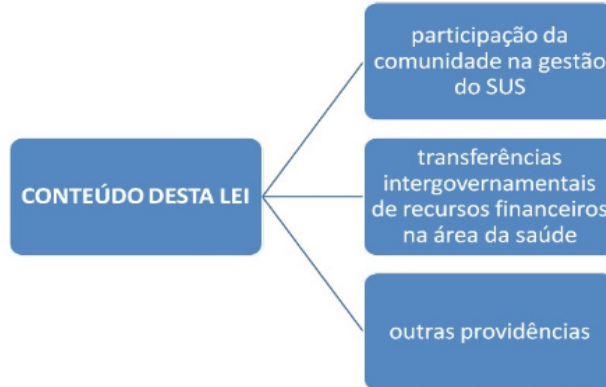 CONTEÚDO DESTA LEI
participação da
comunidade na gestão
do SUS
transferências
intergovernamentais
de recursos financeiros
na área da saúde
outras providências